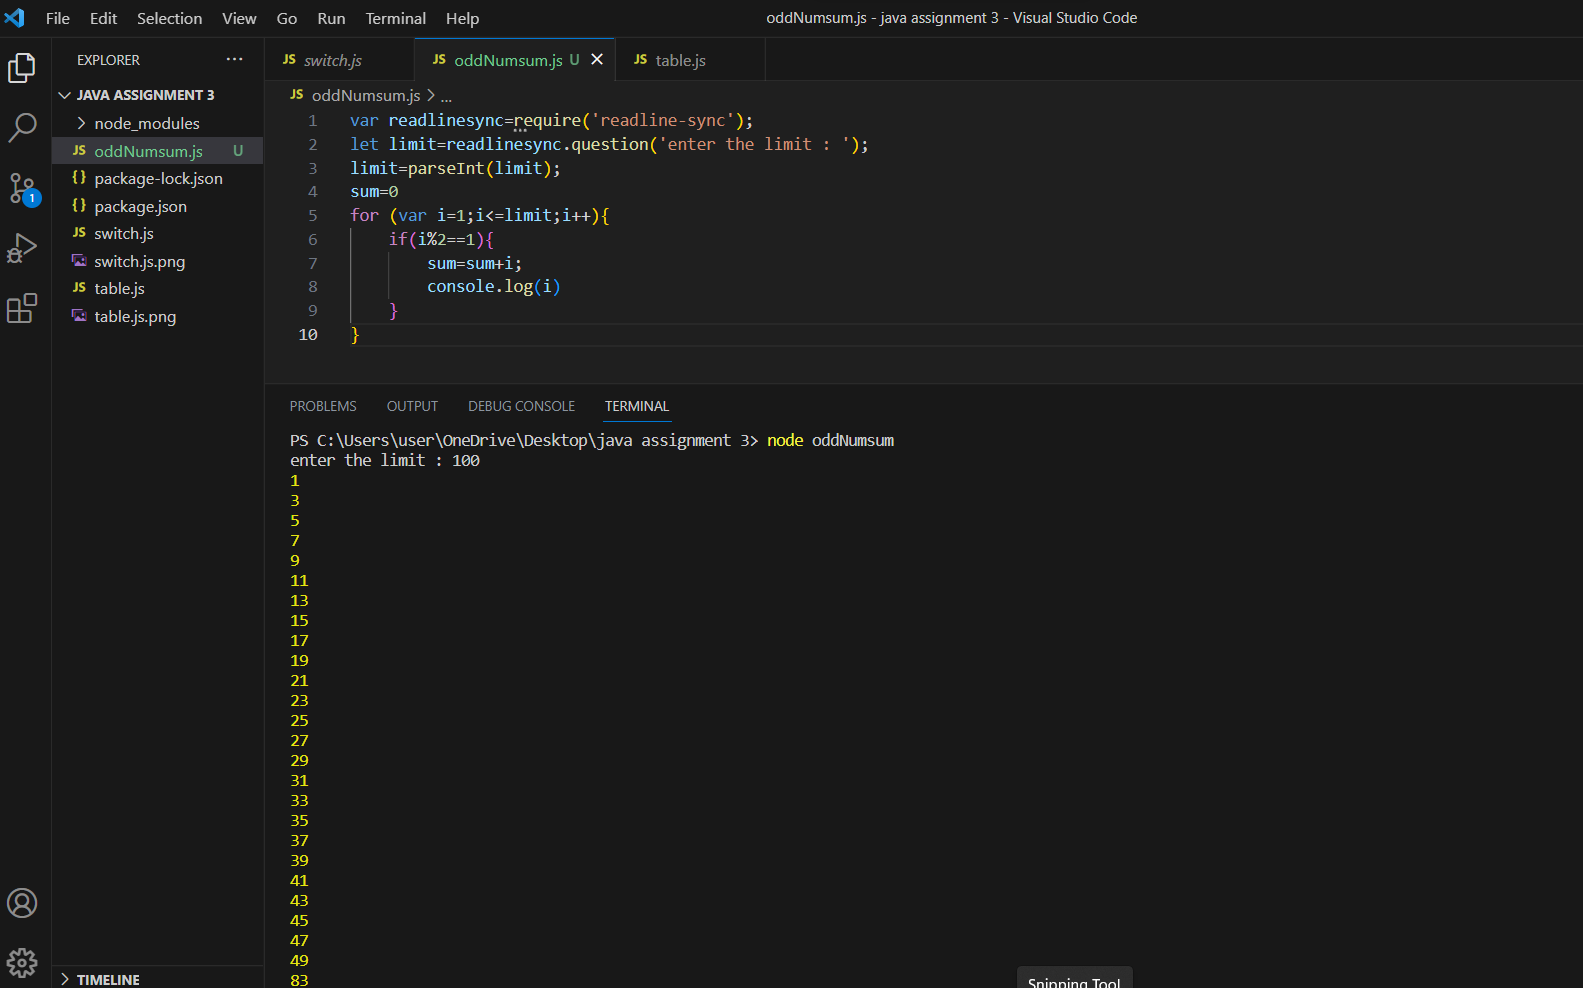 File Edit Selection View Go Run Terminal Help
oddNumsum.js - java assignment 3 - Visual Studio Code
EXPLORER
JAVA ASSIGNMENT 3
node_modules
JS oddNumsum.js U
{} package-lock.json
{} package.json
JS switch.js
switch.js.png
JS table.js
table.js.png
TIMELINE
1
JS switch.js
JS oddNumsum.js U
JS table.js
JS oddNumsum.js > ...
1 var readlinesync=require('readline-sync');
2 let limit=readlinesync.question('enter the limit : ');
3 limit=parseInt(limit);
4 sum=0
5 for (var i=1;i<=limit;i++){
6 if(i%2==1){
7 sum=sum+i;
8 console.log(i)
9 }
10 }
PROBLEMS OUTPUT DEBUG CONSOLE TERMINAL
PS C:\Users\user\OneDrive\Desktop\java assignment 3> node oddNumsum
enter the limit : 100
1
3
5
7
9
11
13
15
17
19
21
23
25
27
29
31
33
35
37
39
41
43
45
47
49
83
Snipping Tool